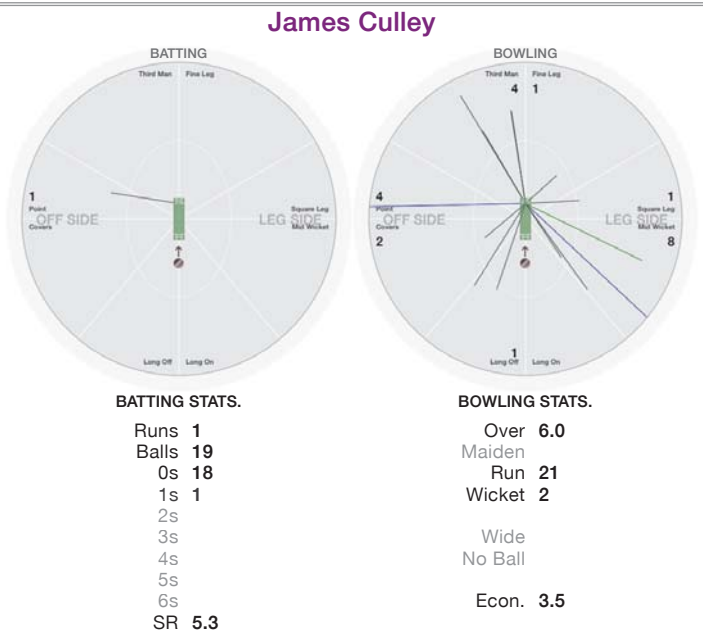 James Culley
BATTING
Third Man Fine Leg
1
Point
OFF SIDE
Covers
Square Leg
LEG SIDE
Mid Wicket
Long Off Long On
BOWLING
Third Man Fine Leg
4 1
4
Point
OFF SIDE
Covers
2
1
Square Leg
LEG SIDE
Mid Wicket
8
1
Long Off Long On
BATTING STATS.
Runs 1
Balls 19
0s 18
1s 1
2s
3s
4s
5s
6s
SR 5.3
BOWLING STATS.
Over 6.0
Maiden
Run 21
Wicket 2
Wide
No Ball
Econ. 3.5